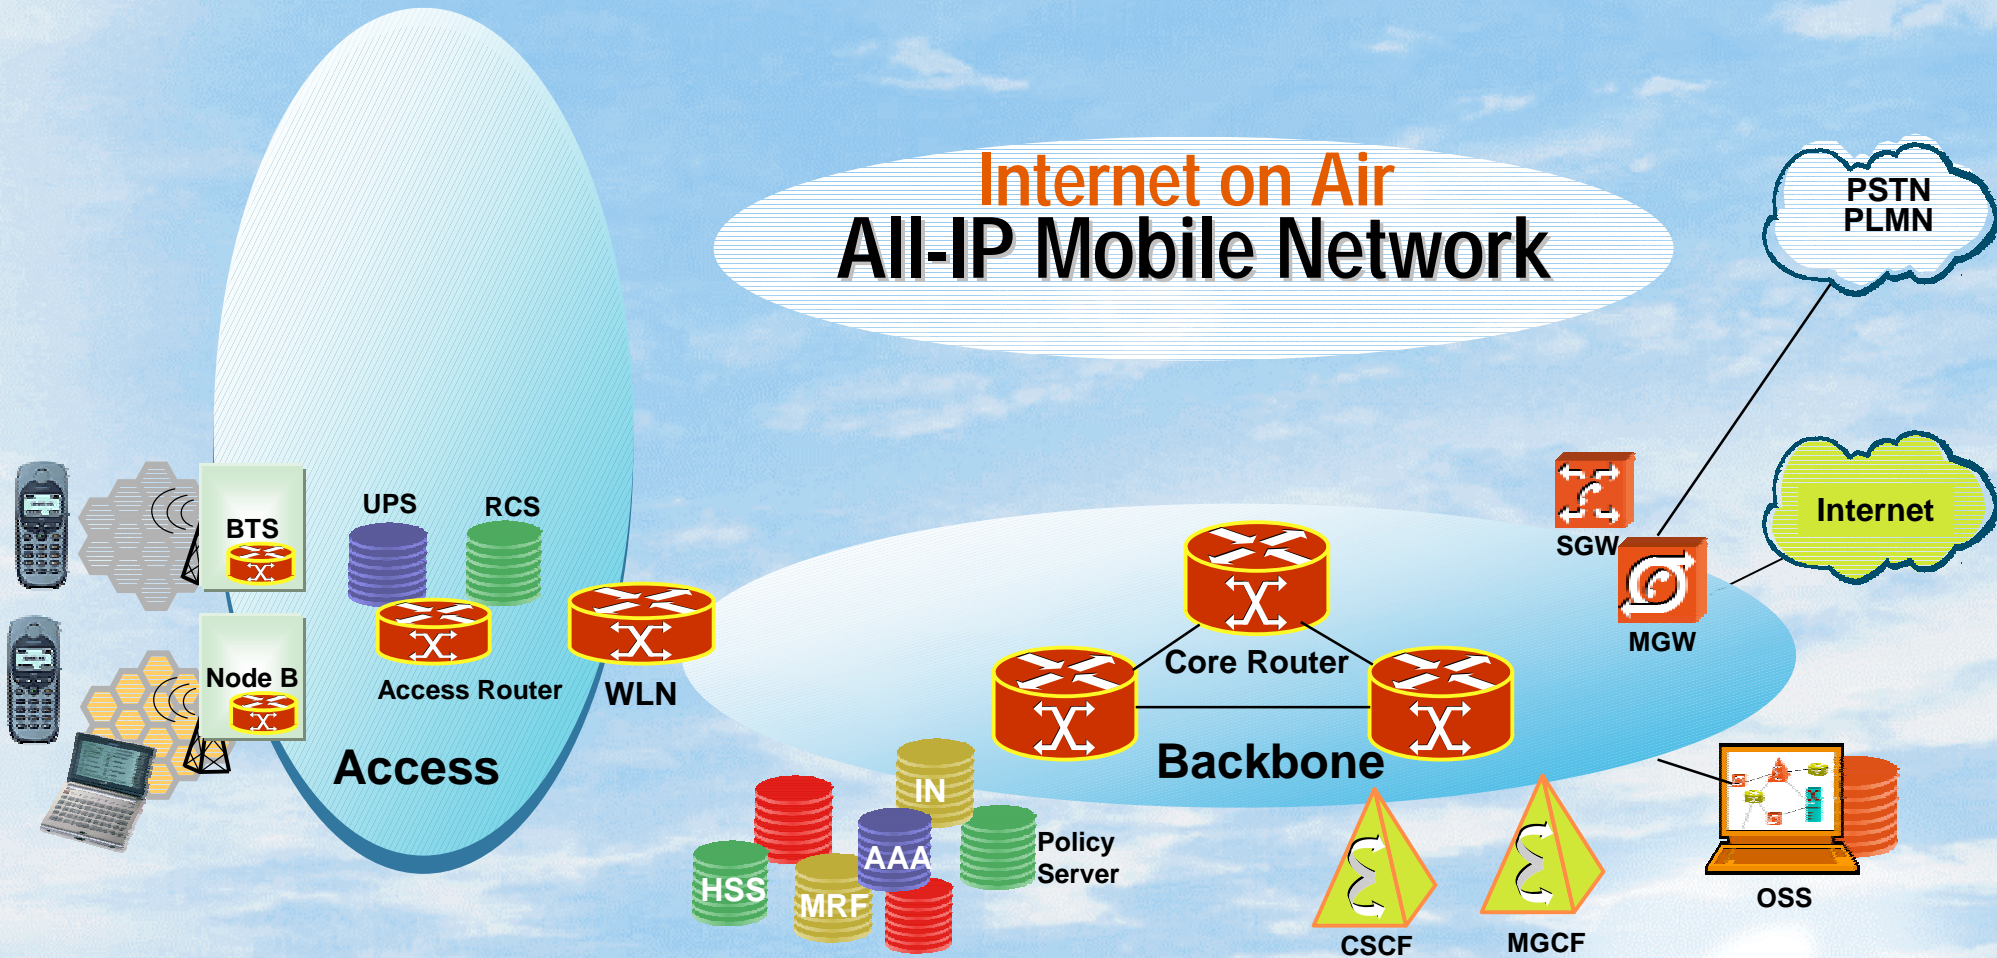 Internet on Air
All-IP Mobile Network
PSTN
PLMN
Internet
UPS
RCS
BTS
SGW
MGW
Node B
Access Router
WLN
Core Router
Access
Backbone
IN
AAA
Policy
Server
HSS
MRF
OSS
CSCF
MGCF